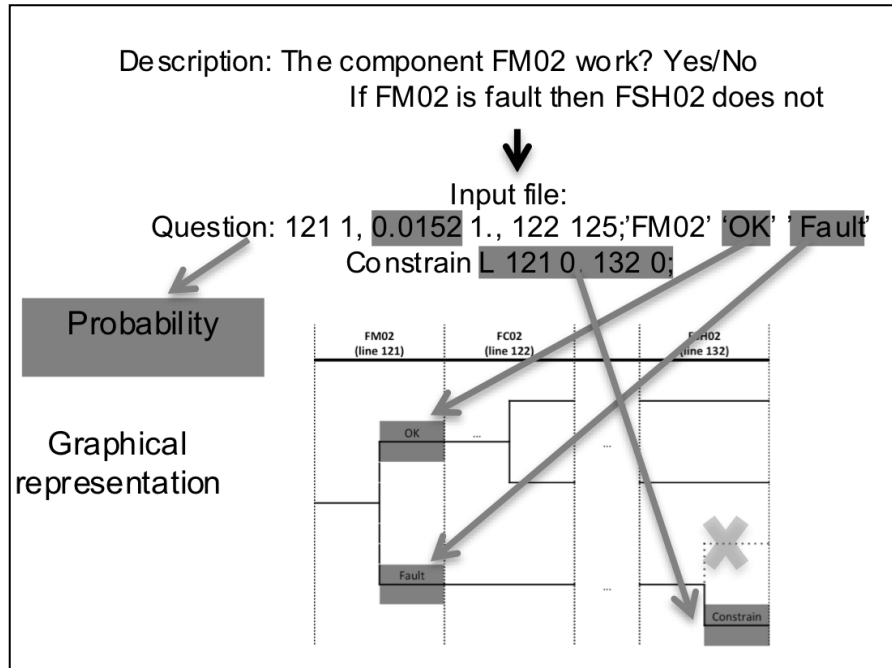 Description: The component FM02 work? Yes/No
If FM02 is fault then FSH02 does not
Input file:
Question: 121 1, 0.0152 1., 122 125;'FM02' 'OK' ' Fault'
Constrain L 121 0, 132 0;
Probability
FM02
(line 121)
FC02
(line 122)
FSH02
(line 132)
Graphical
representation
OK
...
...
Fault
...
Constrain